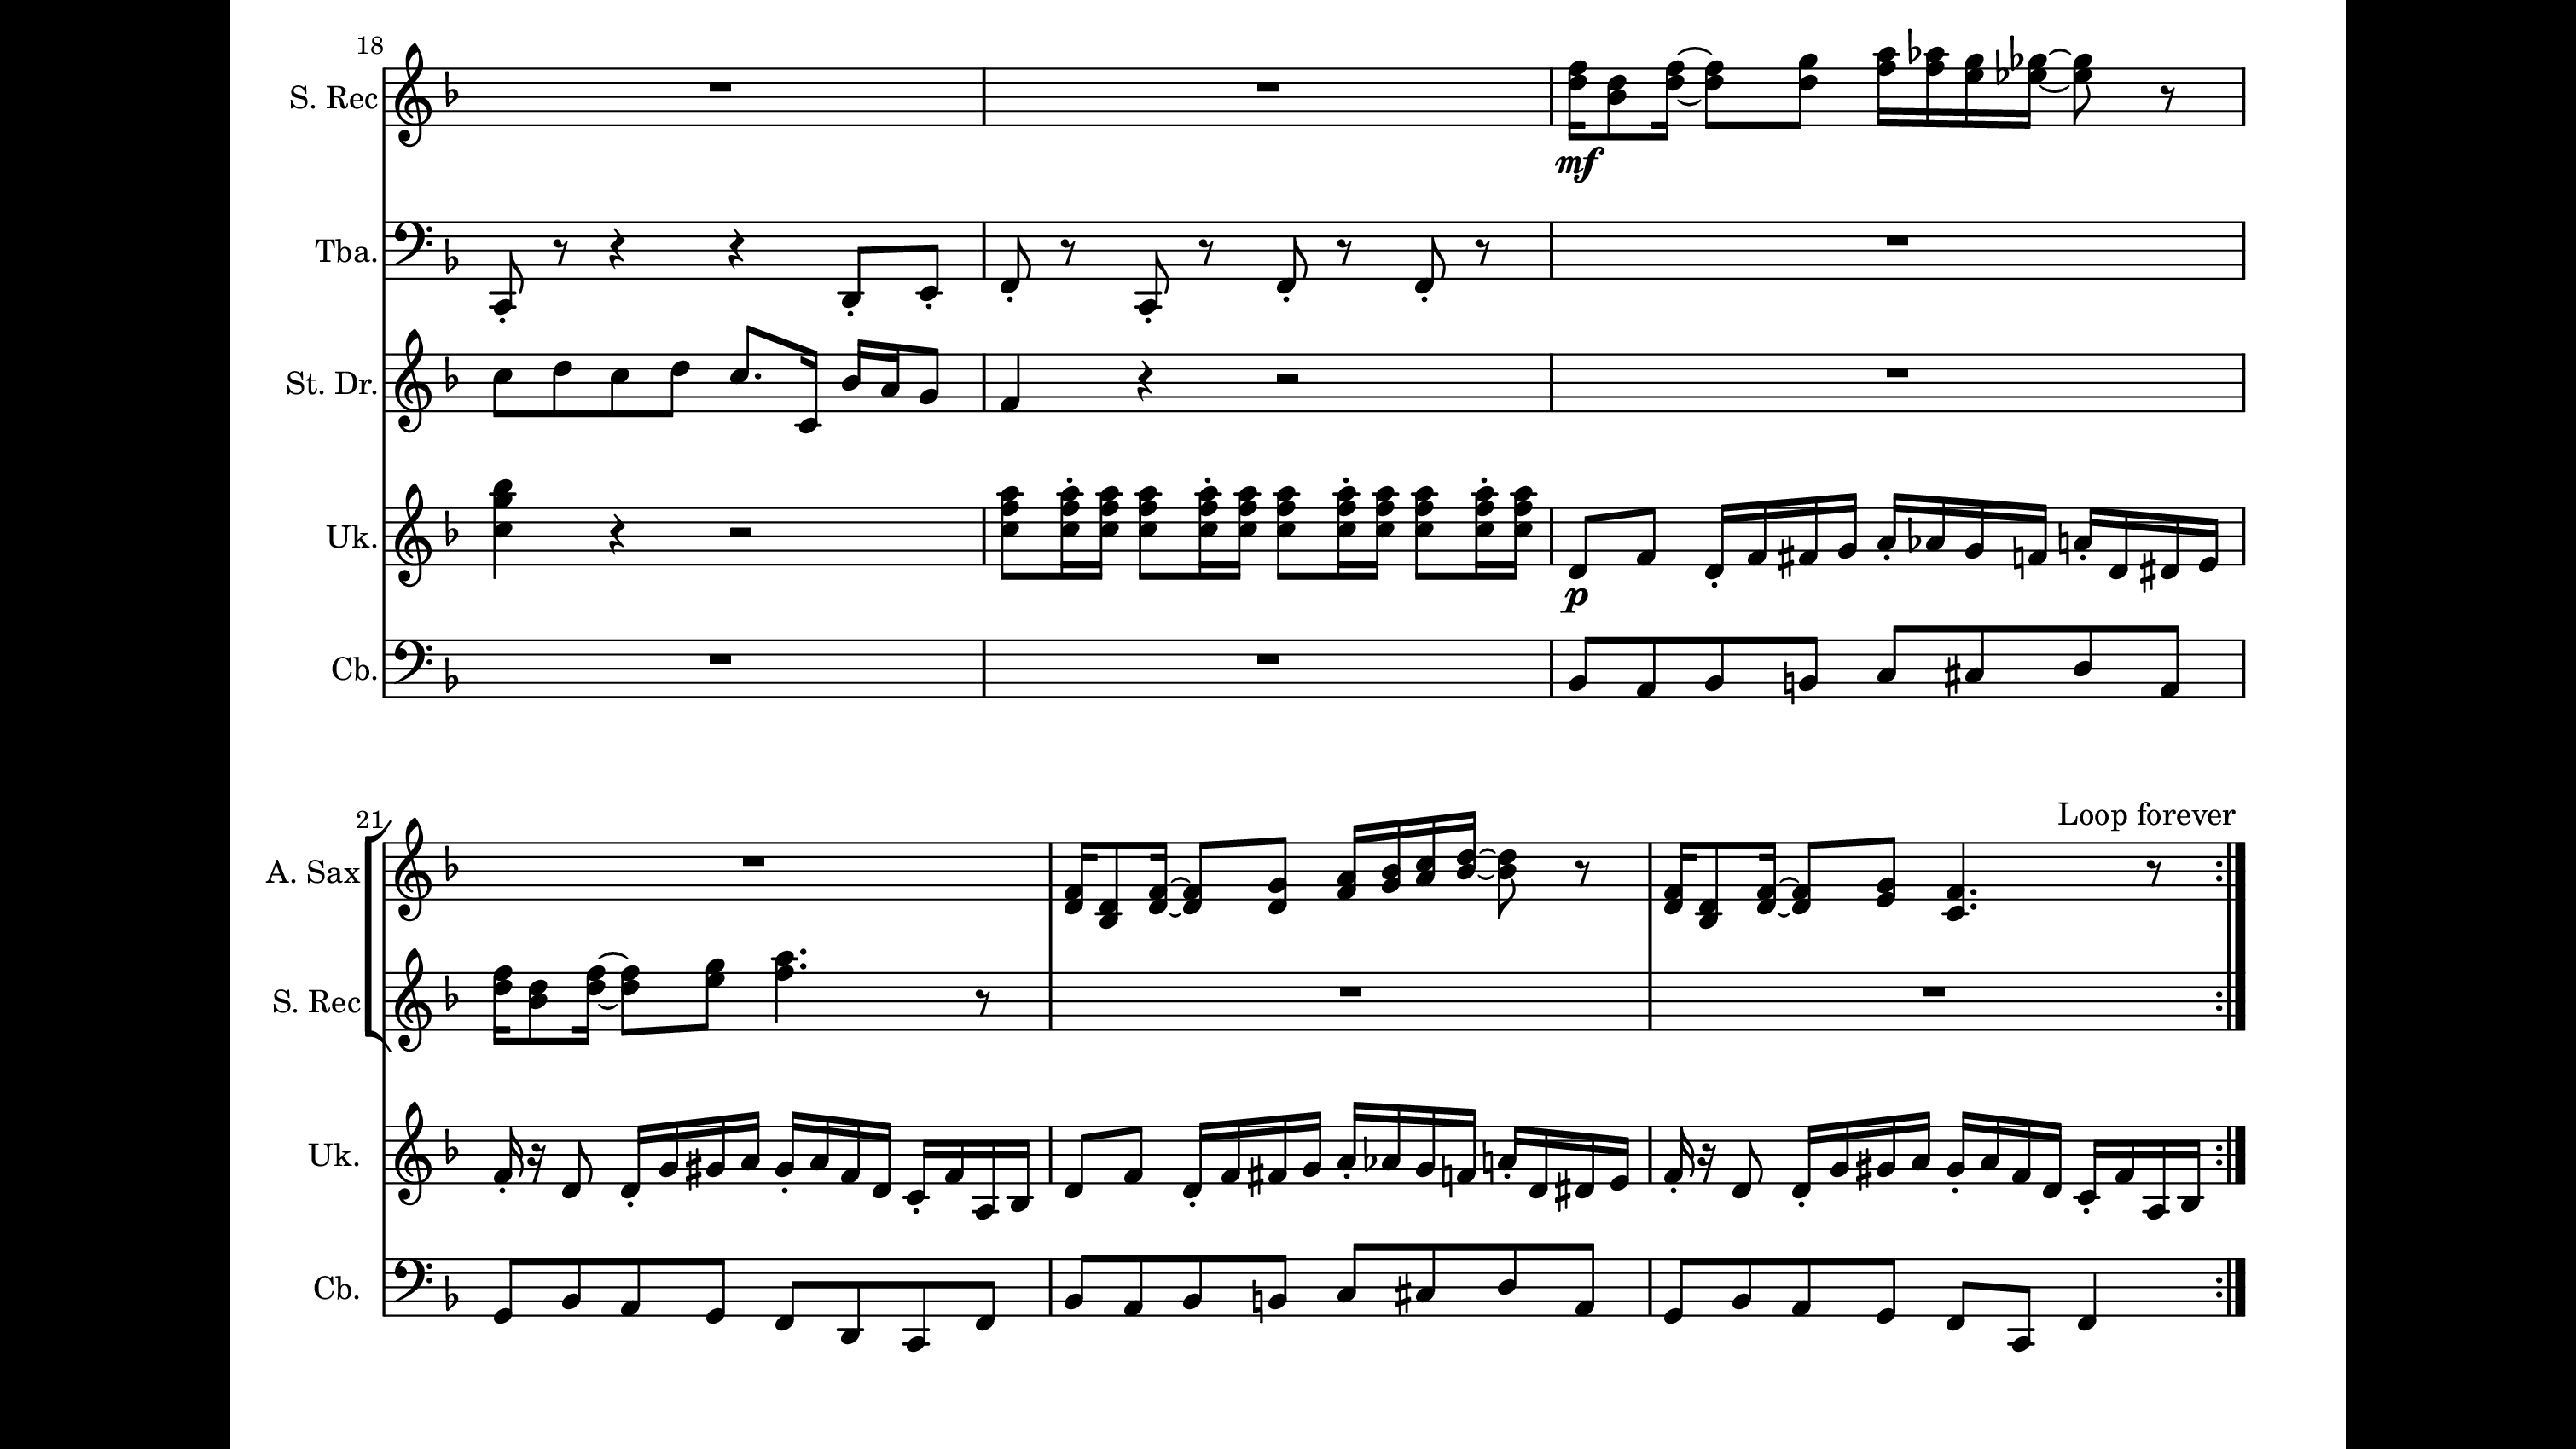 18
S. Rec
mf
Tba.
St. Dr.
Uk.
p
Cb.
Loop forever
21
A. Sax
S. Rec
Uk.
Cb.